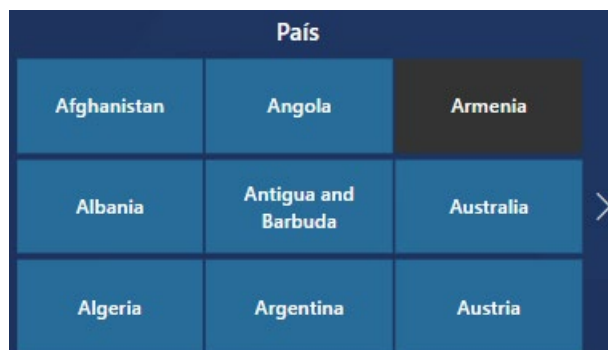 País
Afghanistan
Angola
Armenia
Albania
Antigua and
Barbuda
Australia
Algeria
Argentina
Austria